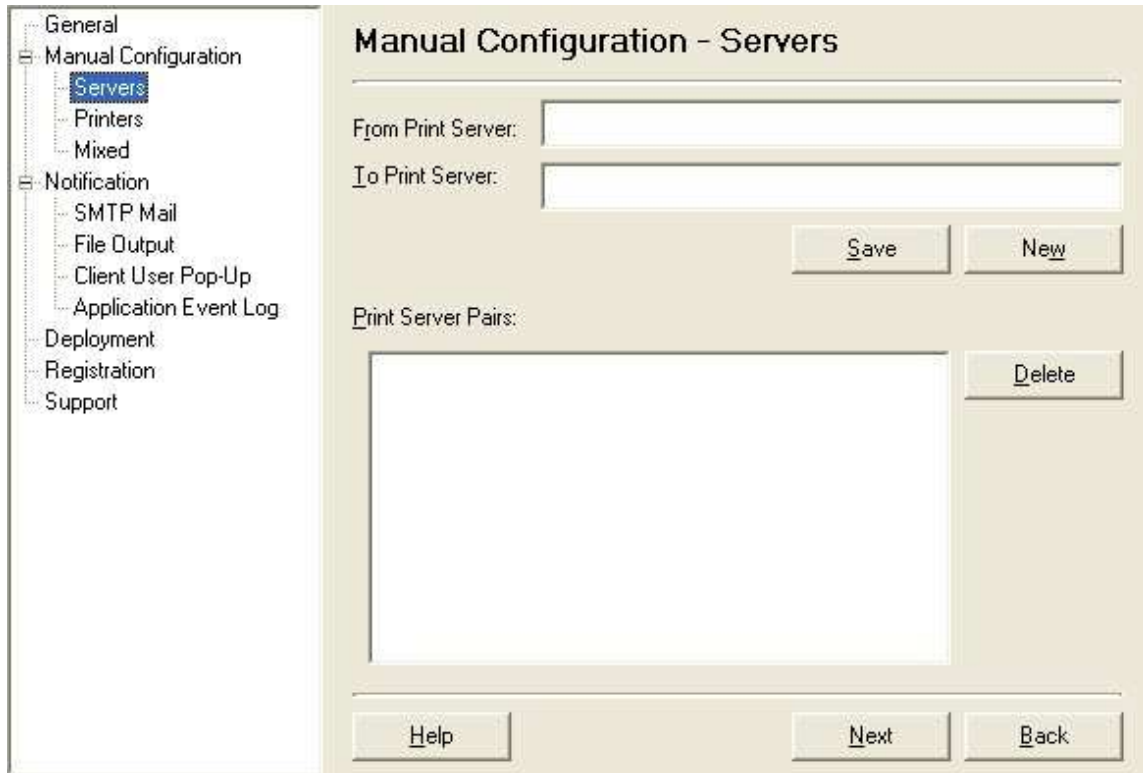 General
Manual Configuration
Servers
Printers
Mixed
Notification
SMTP Mail
File Output
Client User Pop-Up
Application Event Log
Deployment
Registration
Support
Manual Configuration - Servers
From Print Server:
To Print Server:
Save New
Print Server Pairs:
Delete
Help Next Back